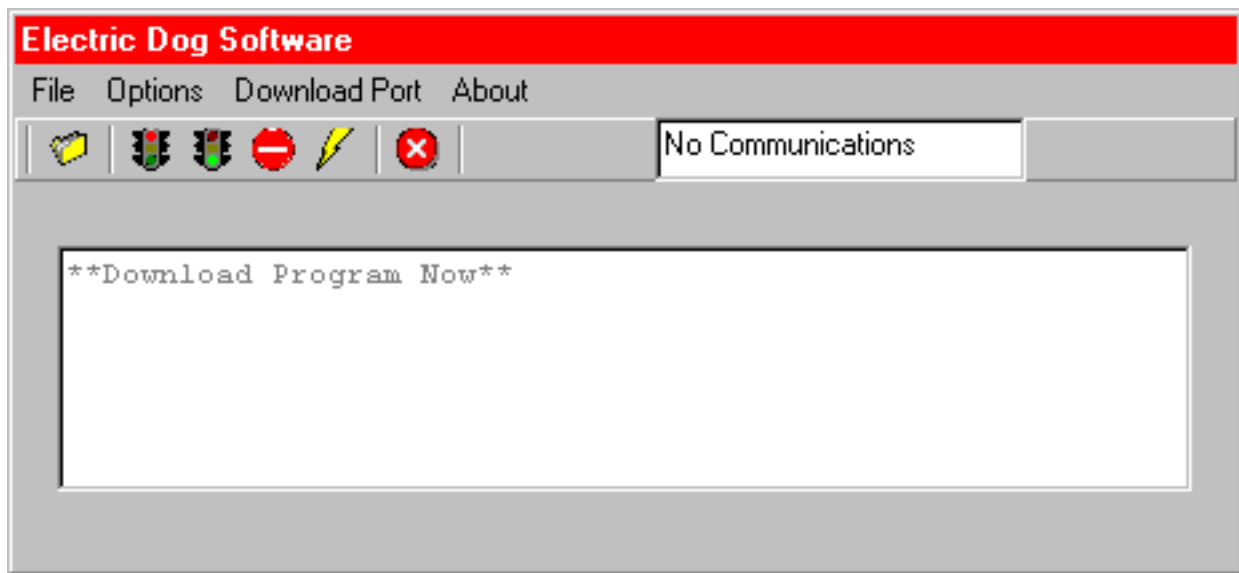 Electric Dog Software
File Options Download Port About
No Communications
**Download Program Now**